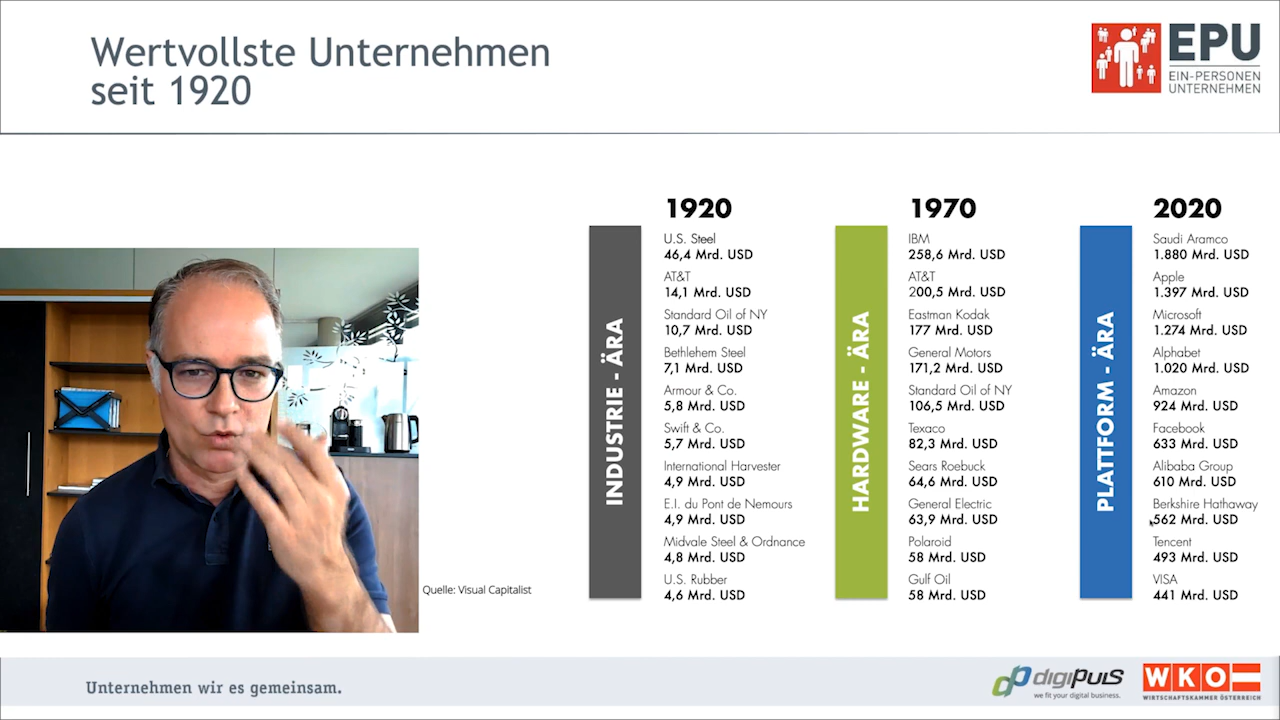 Wertvollste Unternehmen
seit 1920
EPU
EIN-PERSONEN
UNTERNEHMEN
1920
INDUSTRIE - ÄRA
U.S. Steel
46,4 Mrd. USD
AT&T
14,1 Mrd. USD
Standard Oil of NY
10,7 Mrd. USD
Bethlehem Steel
7,1 Mrd. USD
Armour & Co.
5,8 Mrd. USD
Swift & Co.
5,7 Mrd. USD
International Harvester
4,9 Mrd. USD
E.I. du Pont de Nemours
4,9 Mrd. USD
Midvale Steel & Ordnance
4,8 Mrd. USD
U.S. Rubber
4,6 Mrd. USD
1970
HARDWARE - ÄRA
IBM
258,6 Mrd. USD
AT&T
200,5 Mrd. USD
Eastman Kodak
177 Mrd. USD
General Motors
171,2 Mrd. USD
Standard Oil of NY
106,5 Mrd. USD
Texaco
82,3 Mrd. USD
Sears Roebuck
64,6 Mrd. USD
General Electric
63,9 Mrd. USD
Polaroid
58 Mrd. USD
Gulf Oil
58 Mrd. USD
2020
PLATTFORM - ÄRA
Saudi Aramco
1.880 Mrd. USD
Apple
1.397 Mrd. USD
Microsoft
1.274 Mrd. USD
Alphabet
1.020 Mrd. USD
Amazon
924 Mrd. USD
Facebook
633 Mrd. USD
Alibaba Group
610 Mrd. USD
Berkshire Hathaway
562 Mrd. USD
Tencent
493 Mrd. USD
VISA
441 Mrd. USD
Quelle: Visual Capitalist
Unternehmen wir es gemeinsam.
digiPULS
we fit your digital business.
WKO
WIRTSCHAFTSKAMMER ÖSTERREICH